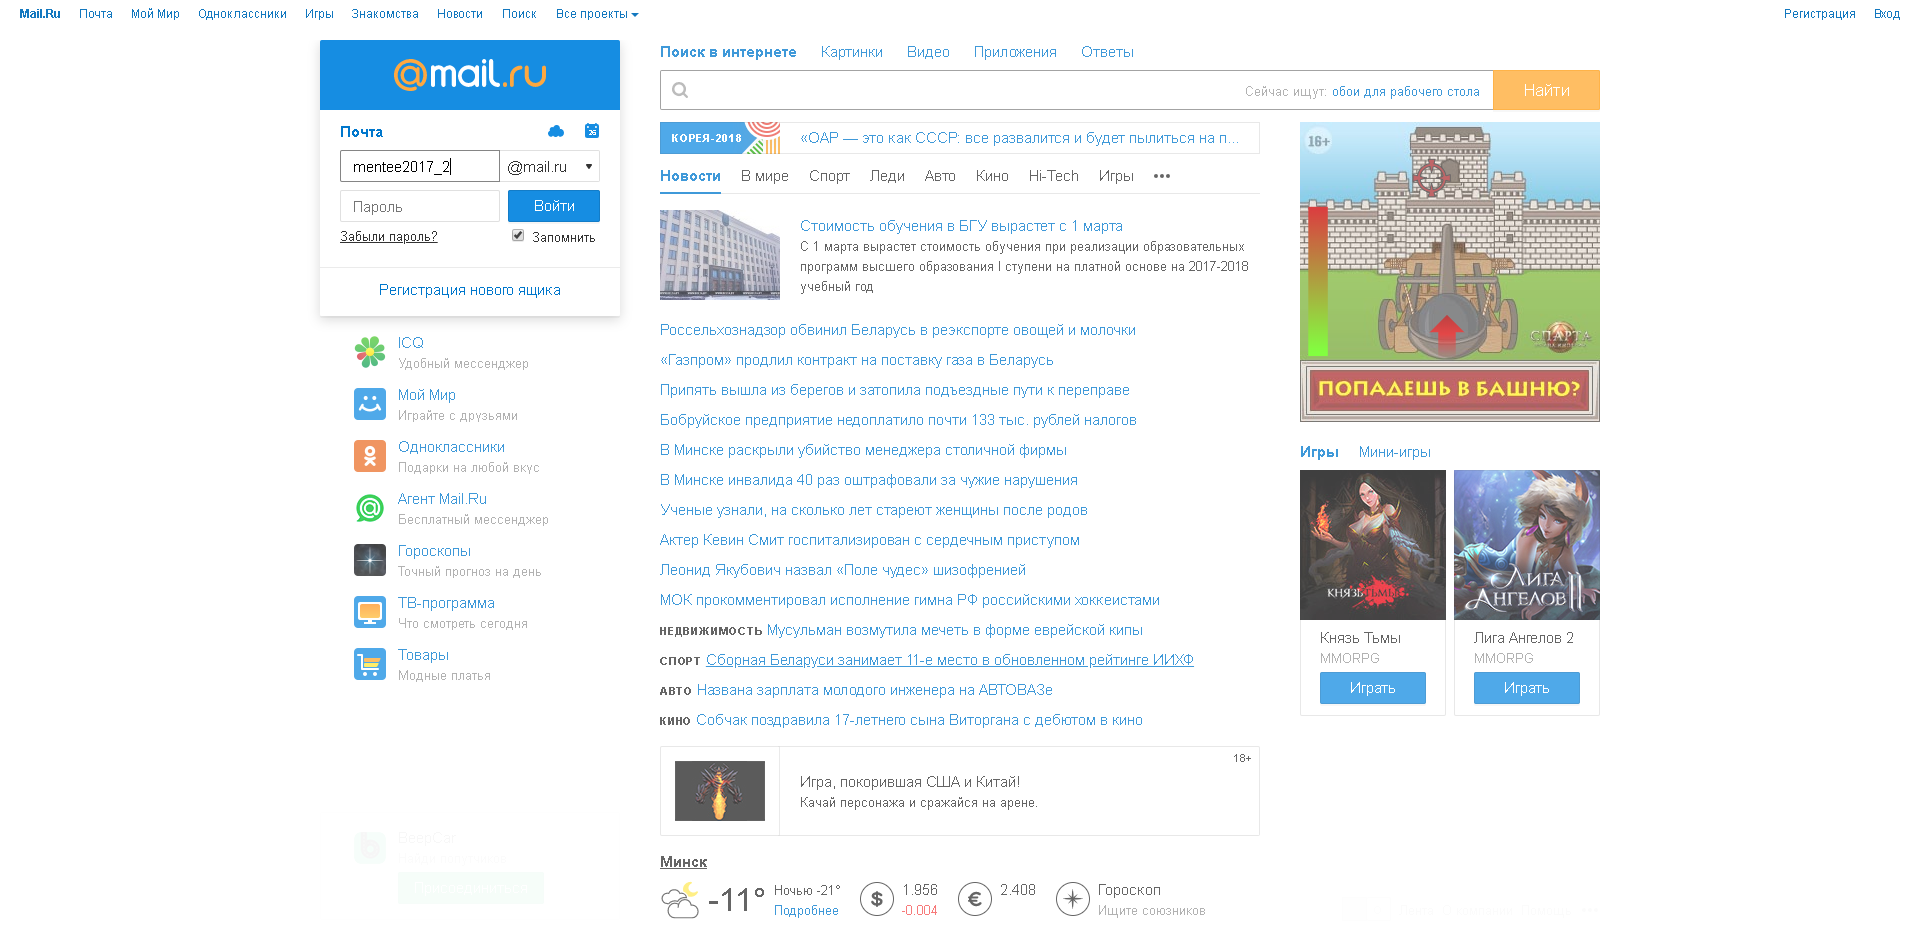 Mail.Ru Почта Мой Мир Одноклассники Игры Знакомства Новости Поиск Все проекты Регистрация Вход
@mail.ru
Почта
26
mentee2017_2 @mail.ru
Пароль Войти
Забыли пароль? Запомнить
Регистрация нового ящика
ICQ
Удобный мессенджер
Мой Мир
Играйте с друзьями
Одноклассники
Подарки на любой вкус
Агент Mail.Ru
Бесплатный мессенджер
Гороскопы
Точный прогноз на день
ТВ-программа
Что смотреть сегодня
Товары
Модные платья
BeepCar
Поиск в интернете Картинки Видео Приложения Ответы
Сейчас ищут: обои для рабочего стола Найти
КОРЕЯ-2018 «ОАР — это как СССР: все развалится и будет пылиться на п...
Новости В мире Спорт Леди Авто Кино Hi-Tech Игры •••
Стоимость обучения в БГУ вырастет с 1 марта
С 1 марта вырастет стоимость обучения при реализации образовательных
программ высшего образования I ступени на платной основе на 2017-2018
учебный год
Россельхознадзор обвинил Беларусь в реэкспорте овощей и молочки
«Газпром» продлил контракт на поставку газа в Беларусь
Припять вышла из берегов и затопила подъездные пути к переправе
Бобруйское предприятие недоплатило почти 133 тыс. рублей налогов
В Минске раскрыли убийство менеджера столичной фирмы
В Минске инвалида 40 раз оштрафовали за чужие нарушения
Ученые узнали, на сколько лет стареют женщины после родов
Актер Кевин Смит госпитализирован с сердечным приступом
Леонид Якубович назвал «Поле чудес» шизофренией
МОК прокомментировал исполнение гимна РФ российскими хоккеистами
НЕДВИЖИМОСТЬ Мусульман возмутила мечеть в форме еврейской кипы
СПОРТ Сборная Беларуси занимает 11-е место в обновленном рейтинге ИИХФ
АВТО Названа зарплата молодого инженера на АВТОВАЗе
КИНО Собчак поздравила 17-летнего сына Виторгана с дебютом в кино
18+
Игра, покорившая США и Китай!
Качай персонажа и сражайся на арене.
Минск
-11° Ночью -21° $ 1.956 € 2.408 Гороскоп
Подробнее -0.004 Ищите союзников
16+
СПАРТА
ПОПАДЕШЬ В БАШНЮ?
Игры Мини-игры
КНЯЗЬ ТЬМЫ
ЛИГА АНГЕЛОВ II
Князь Тьмы Лига Ангелов 2
MMORPG MMORPG
Играть Играть